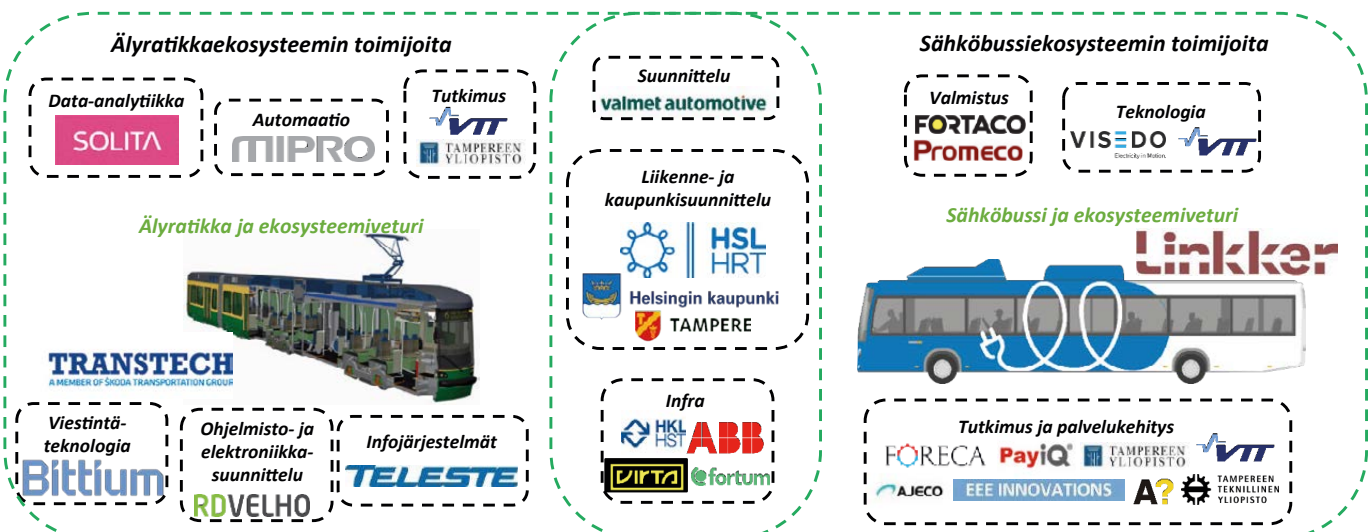 Älyratikkaekosysteemin toimijoita
Data-analytiikka
SOLITA
Automaatio
MIPRO
Tutkimus
VTT
TAMPEREEN
YLIOPISTO
Älyratikka ja ekosysteemiveturi
TRANSTECH
A MEMBER OF ŠKODA TRANSPORTATION GROUP
Viestintä-
teknologia
Bittium
Ohjelmisto- ja
elektroniikka-
suunnittelu
RDVELHO
Infojärjestelmät
TELESTE
Suunnittelu
valmet automotive
Liikenne- ja
kaupunkisuunnittelu
HSL
HRT
Helsingin kaupunki
TAMPERE
Infra
HKL
HST
ABB
VIRTA
fortum
Sähköbussiekosysteemin toimijoita
Valmistus
FORTACO
Promeco
Teknologia
VISEDO
Electricity in Motion.
VTT
Sähköbussi ja ekosysteemiveturi
Linkker
Tutkimus ja palvelukehitys
FORECA
PayiQ
TAMPEREEN
YLIOPISTO
VTT
AJECO
EEE INNOVATIONS
A?
TAMPEREEN
TEKNILLINEN
YLIOPISTO